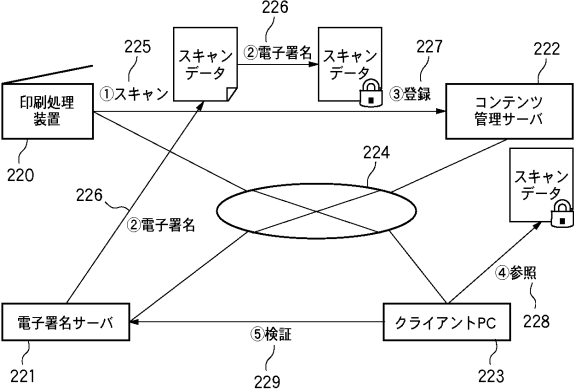 226
225
スキャン
データ
②電子署名
スキャン
データ
227
222
①スキャン
③登録
印刷処理
装置
コンテンツ
管理サーバ
220
224
スキャン
データ
226
②電子署名
④参照
228
電子署名サーバ
クライアントPC
⑤検証
221
229
223